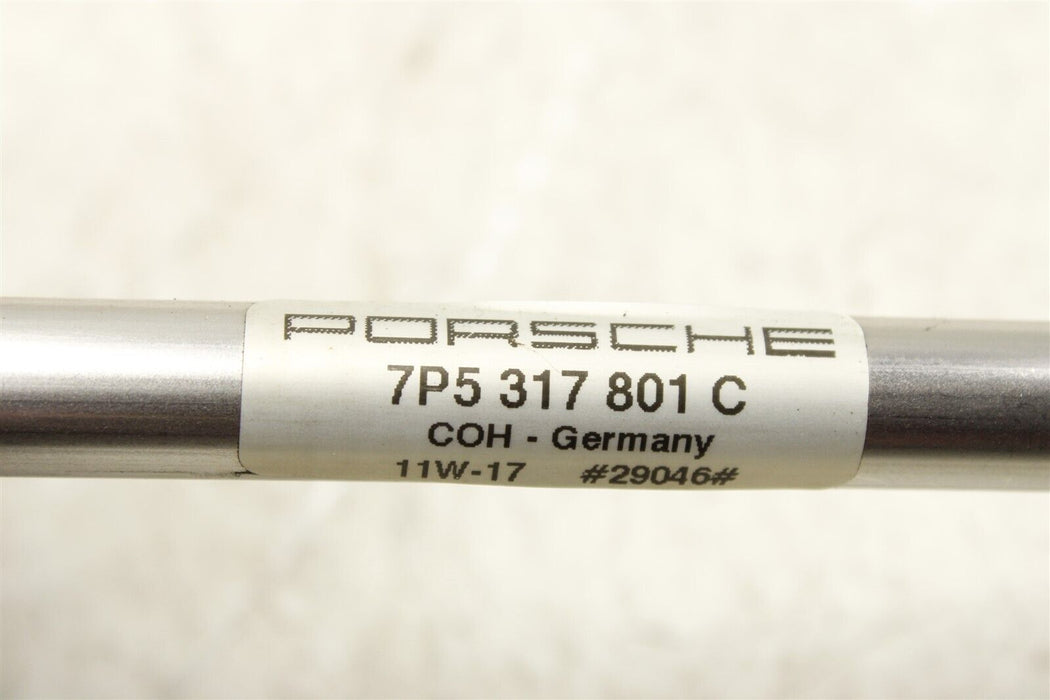 PORSCHE
7P5 317 801 C
COH - Germany
11W-17 #29046#